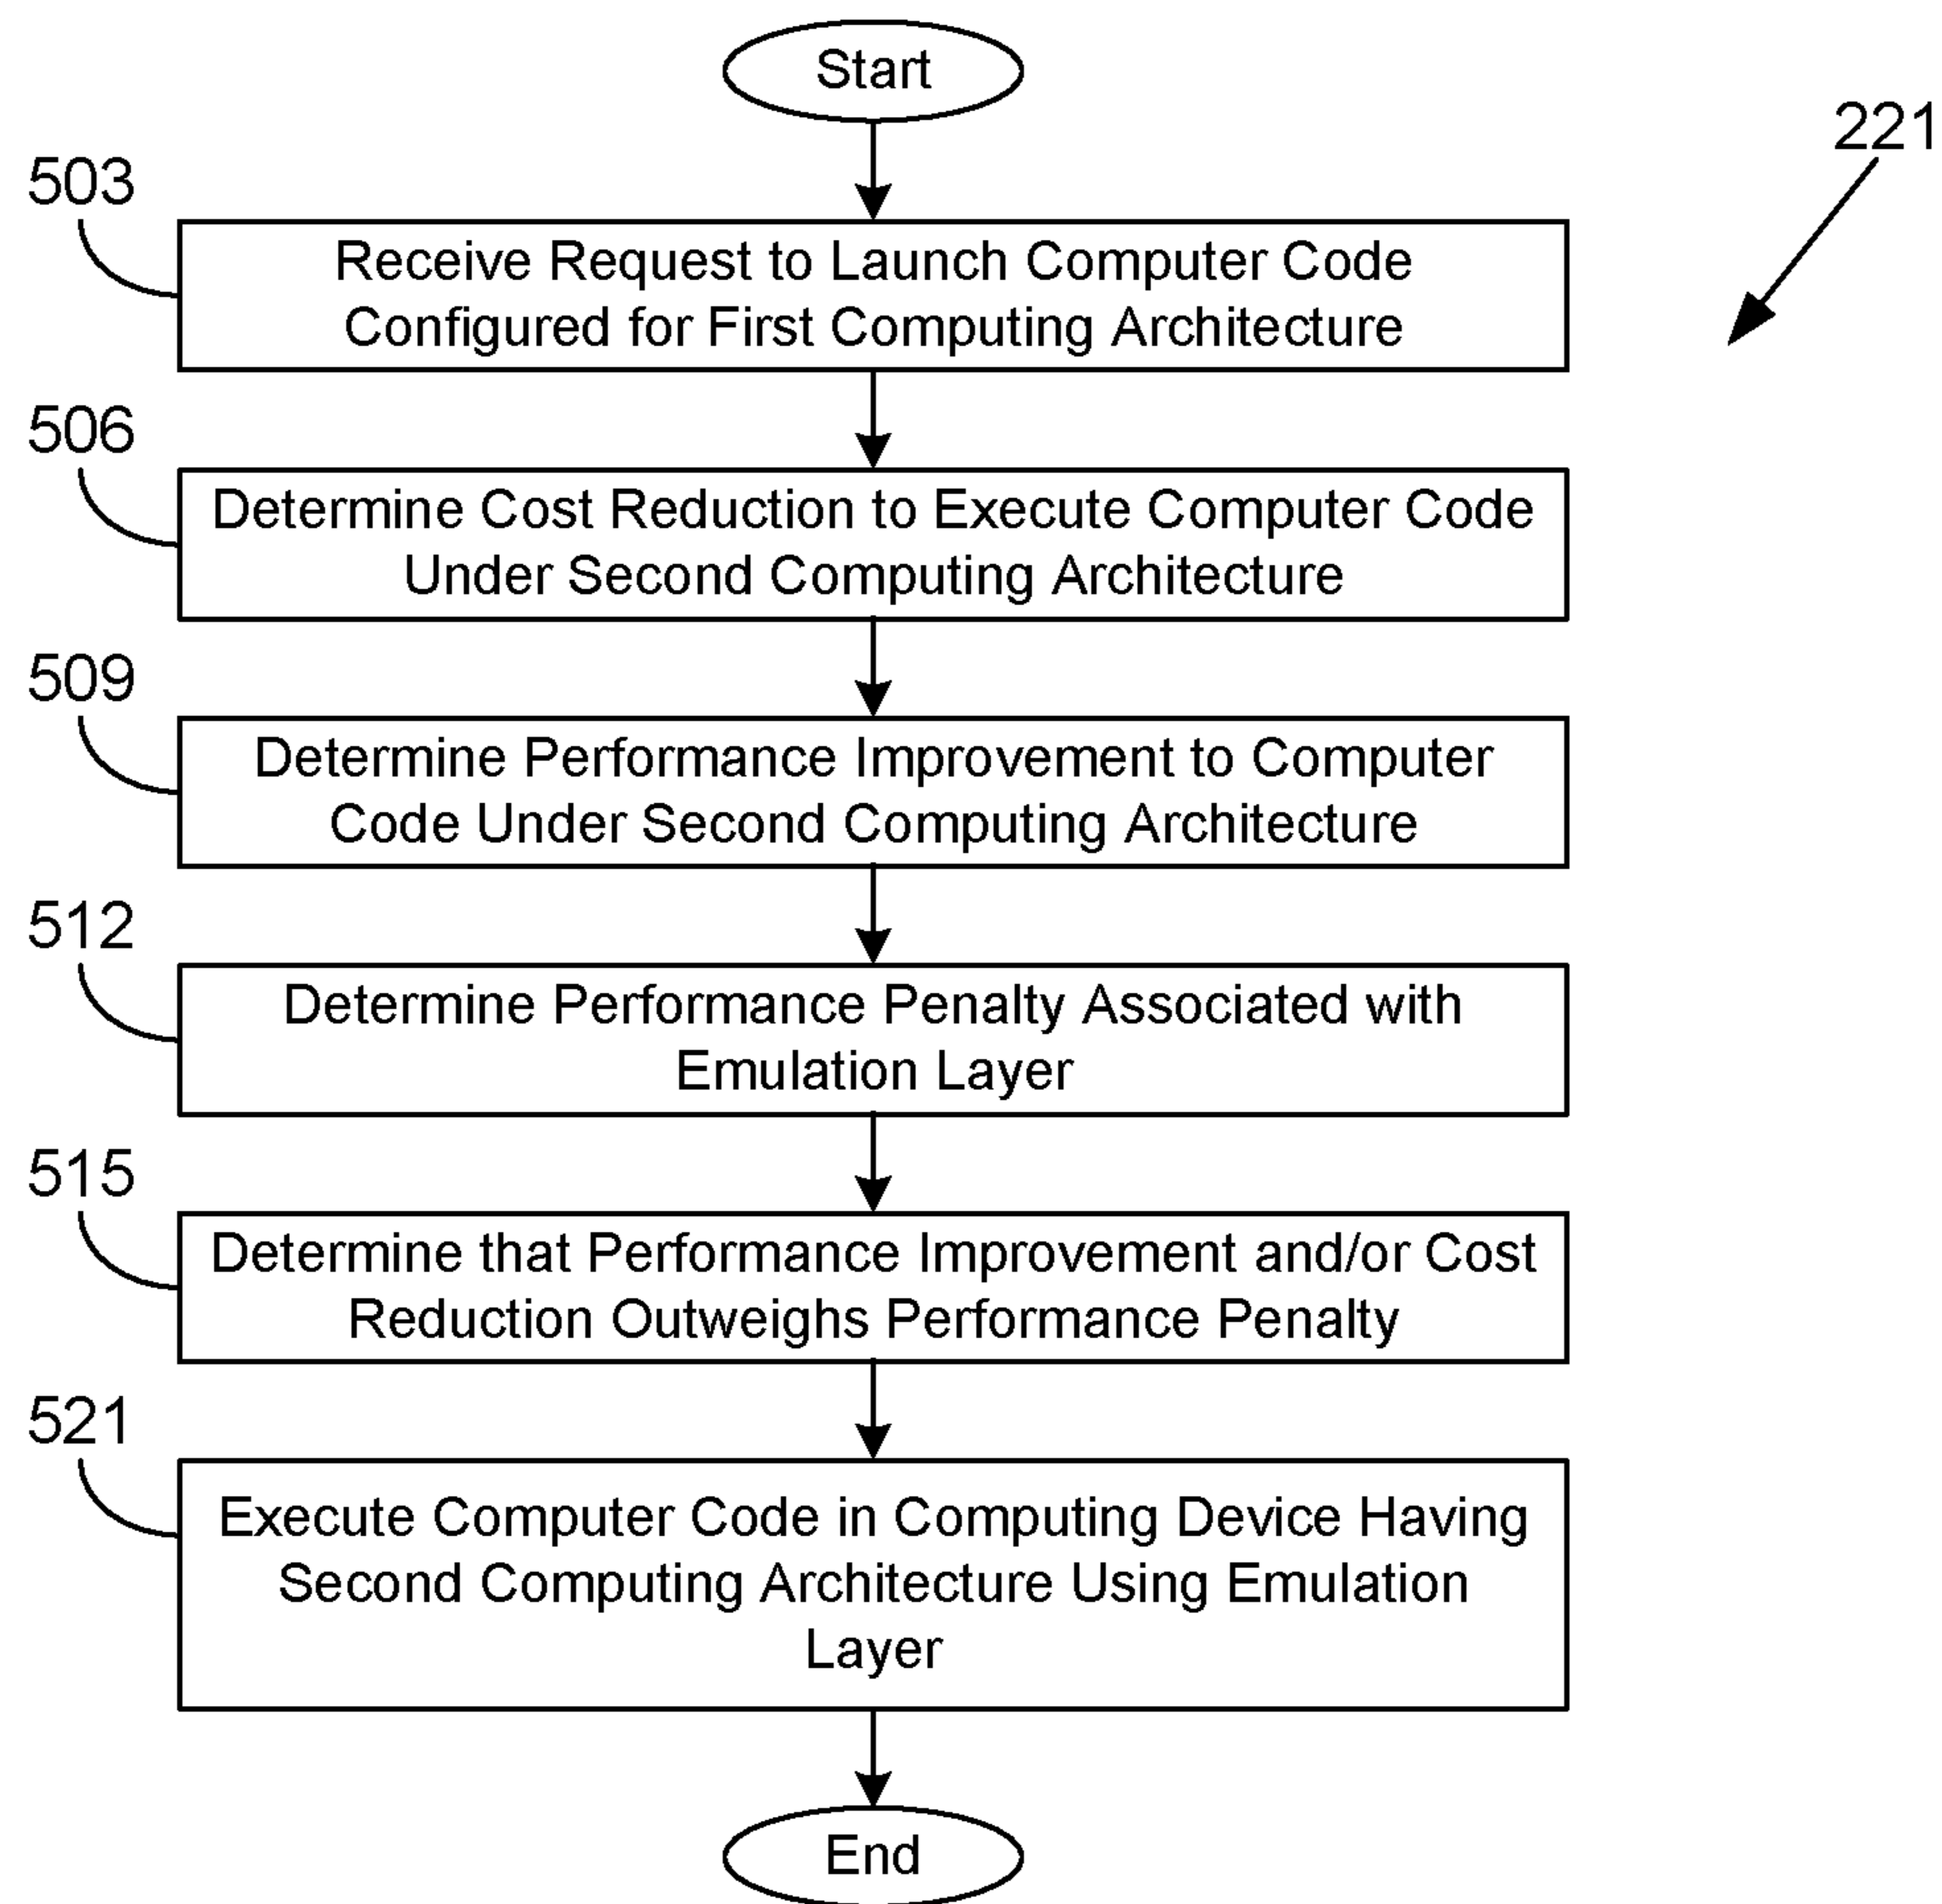 Start
221
503
Receive Request to Launch Computer Code
Configured for First Computing Architecture
506
Determine Cost Reduction to Execute Computer Code
Under Second Computing Architecture
509
Determine Performance Improvement to Computer
Code Under Second Computing Architecture
512
Determine Performance Penalty Associated with
Emulation Layer
515
Determine that Performance Improvement and/or Cost
Reduction Outweighs Performance Penalty
521
Execute Computer Code in Computing Device Having
Second Computing Architecture Using Emulation
Layer
End